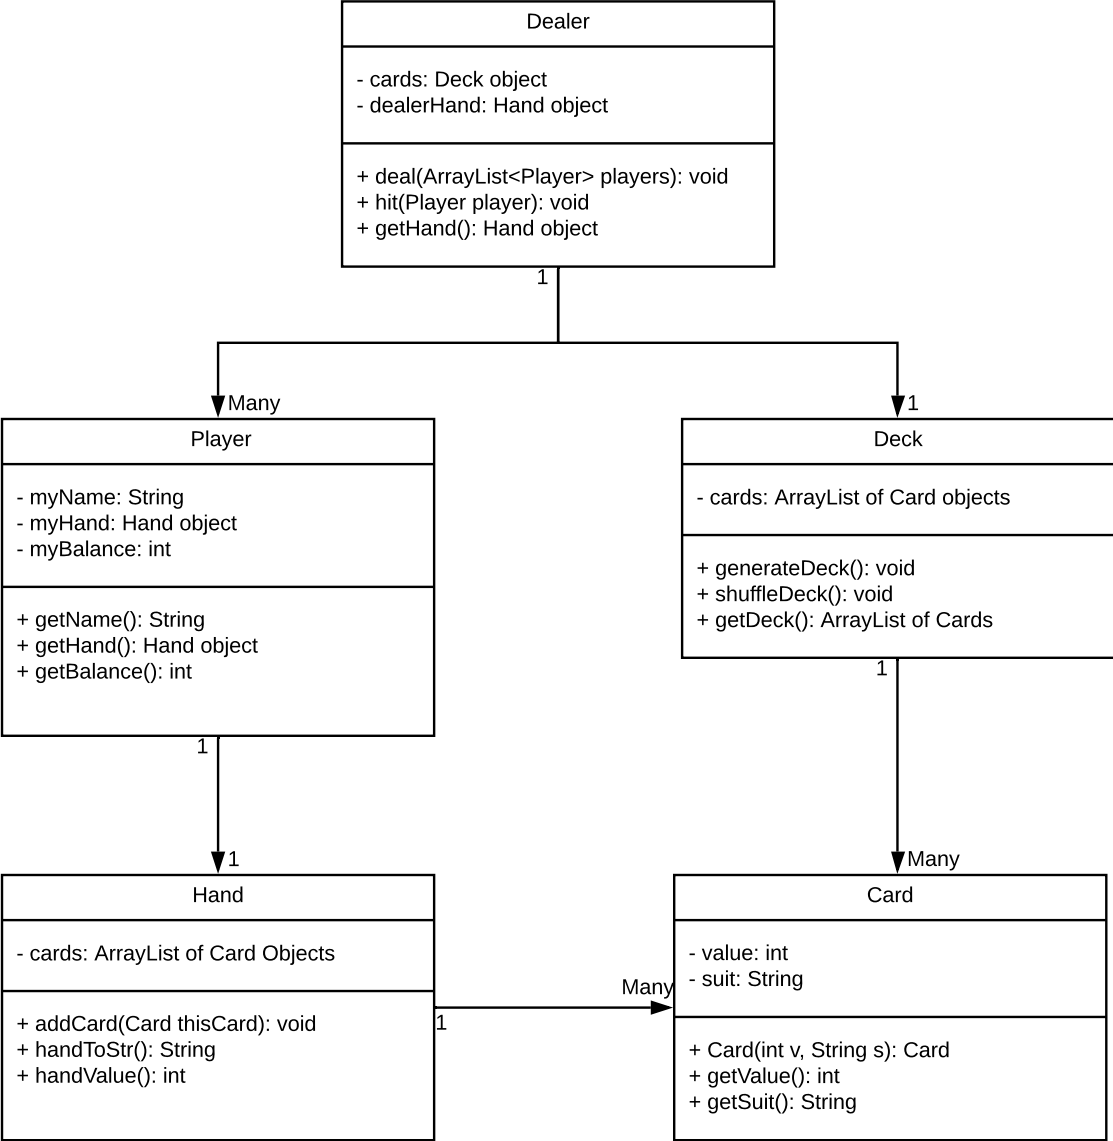 Dealer
- cards: Deck object
- dealerHand: Hand object
+ deal(ArrayList<Player> players): void
+ hit(Player player): void
+ getHand(): Hand object
1
Many
1
Player
- myName: String
- myHand: Hand object
- myBalance: int
+ getName(): String
+ getHand(): Hand object
+ getBalance(): int
1
Deck
- cards: ArrayList of Card objects
+ generateDeck(): void
+ shuffleDeck(): void
+ getDeck(): ArrayList of Cards
1
1
Many
Hand
- cards: ArrayList of Card Objects
+ addCard(Card thisCard): void
+ handToStr(): String
+ handValue(): int
1
Many
Card
- value: int
- suit: String
+ Card(int v, String s): Card
+ getValue(): int
+ getSuit(): String